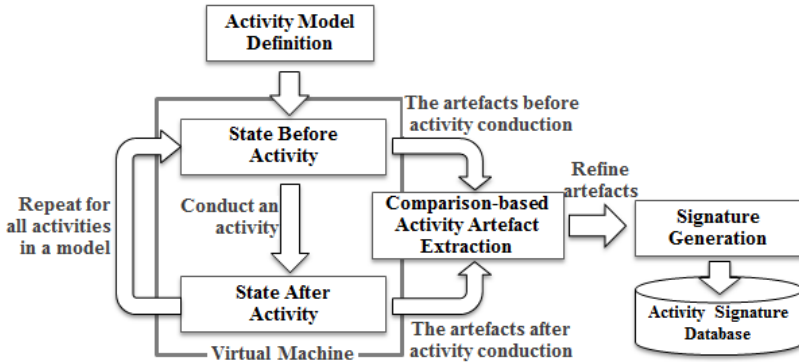 Activity Model
Definition
The artefacts before
activity conduction
State Before
Activity
Refine
artefacts
Repeat for
all activities
in a model
Conduct an
activity
Comparison-based
Activity Artefact
Extraction
Signature
Generation
State After
Activity
The artefacts after
activity conduction
Activity Signature
Database
Virtual Machine